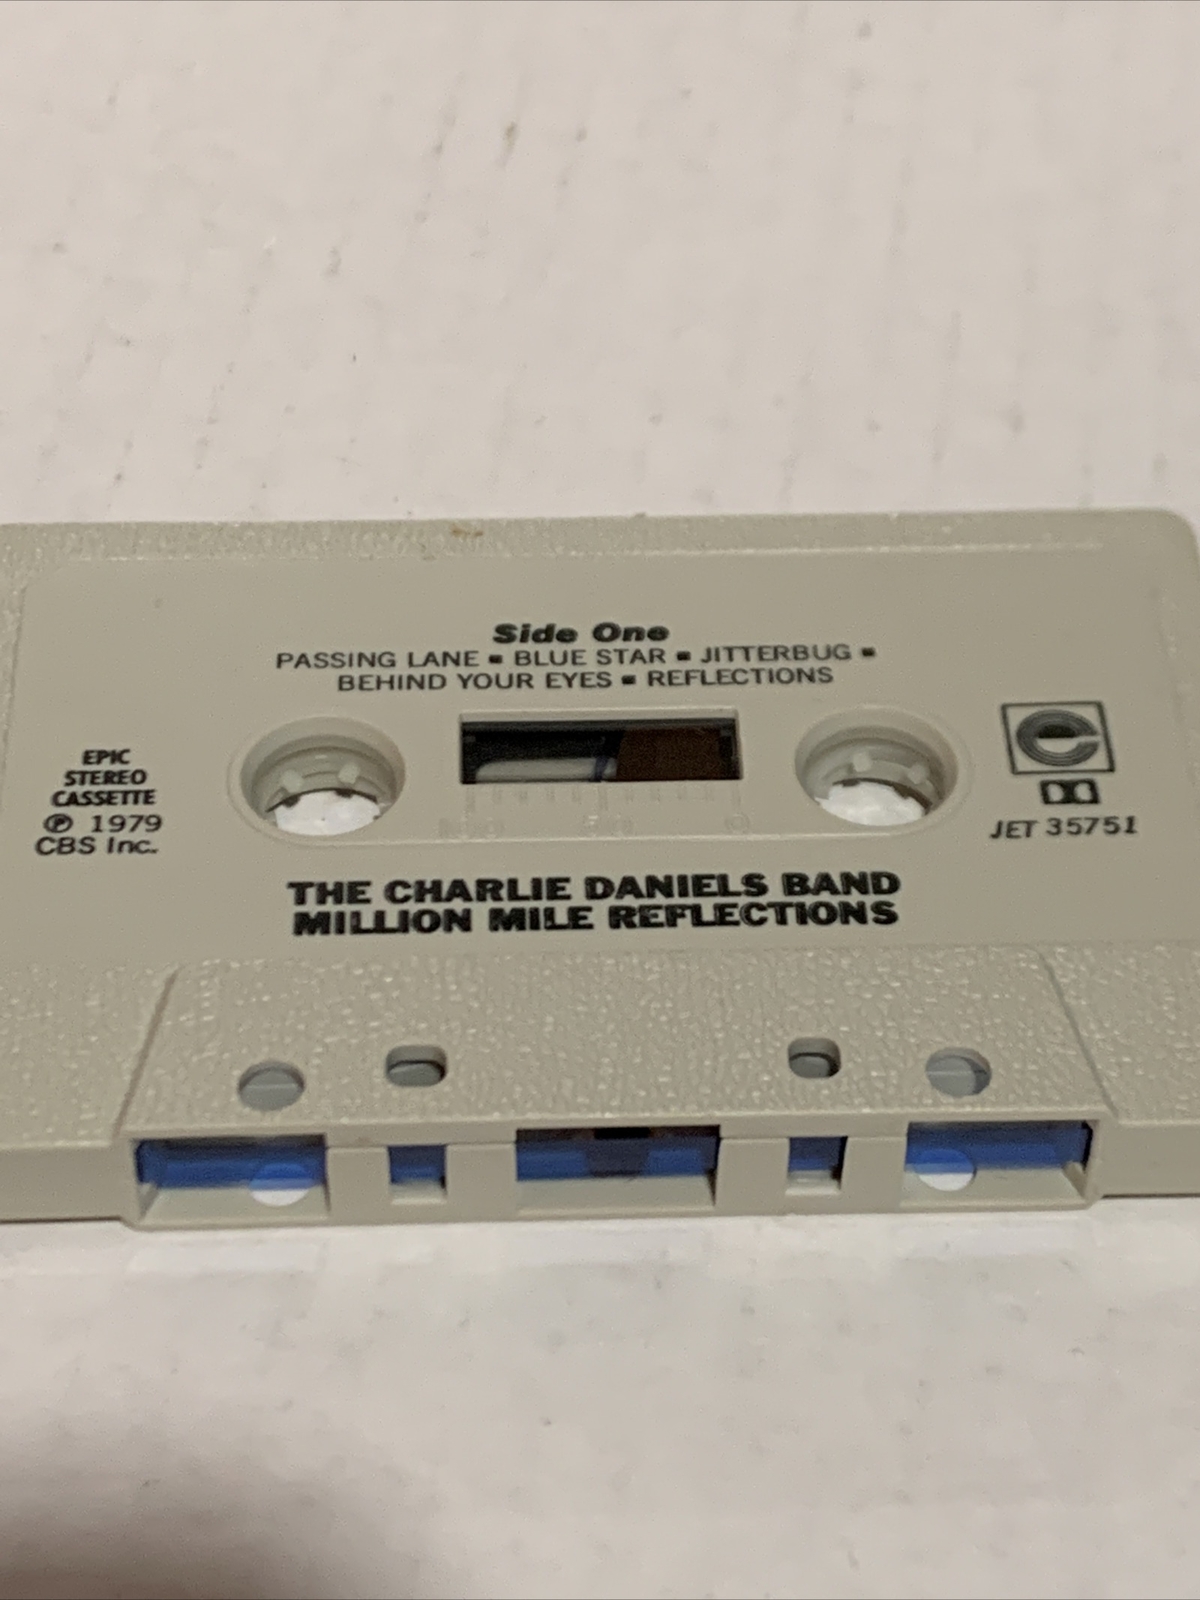 Side One
PASSING LANE ▪ BLUE STAR ▪ JITTERBUG ▪
BEHIND YOUR EYES ▪ REFLECTIONS
EPIC
STEREO
CASSETTE
℗ 1979
CBS Inc.
e
JET 35751
THE CHARLIE DANIELS BAND
MILLION MILE REFLECTIONS